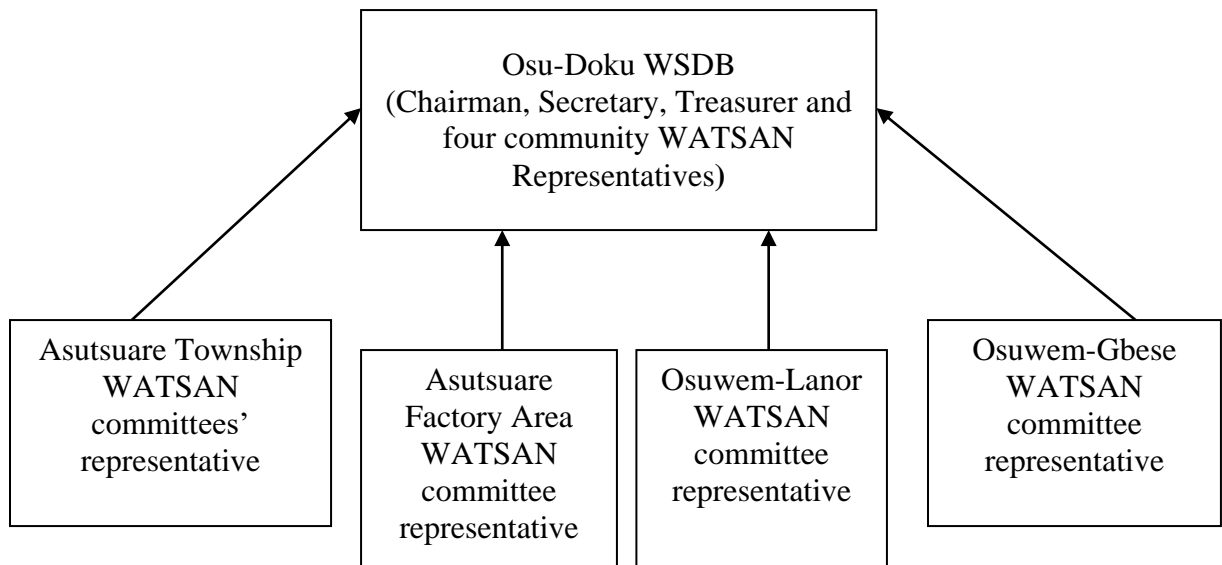 Osu-Doku WSDB
(Chairman, Secretary, Treasurer and
four community WATSAN
Representatives)
Asutsuare Township
WATSAN
committees’
representative
Asutsuare
Factory Area
WATSAN
committee
representative
Osuwem-Lanor
WATSAN
committee
representative
Osuwem-Gbese
WATSAN
committee
representative